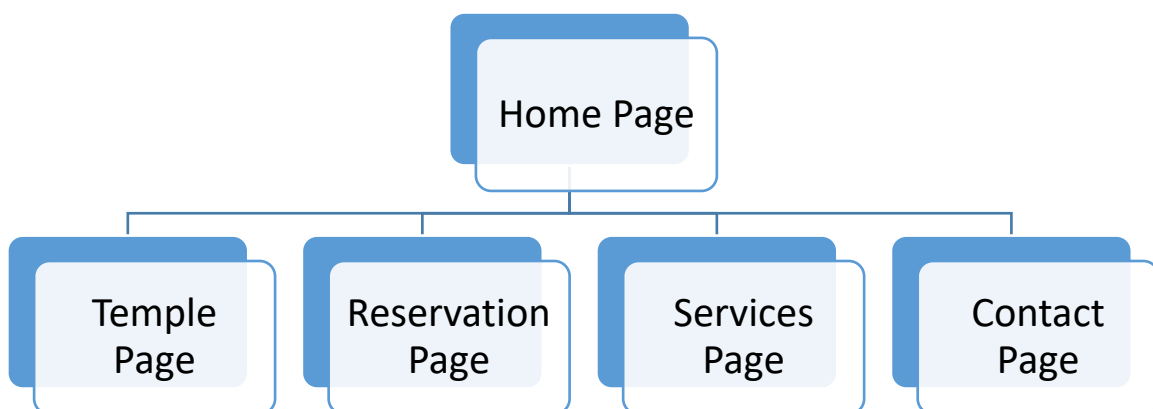 Home Page
Temple
Page
Reservation
Page
Services
Page
Contact
Page